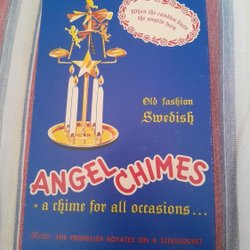 When the candles burn
the angels turn
Old fashion
Swedish
ANGEL CHIMES
- a chime for all occasions...
Note: THE PROPELLER ROTATES ON A STEELSOCKET